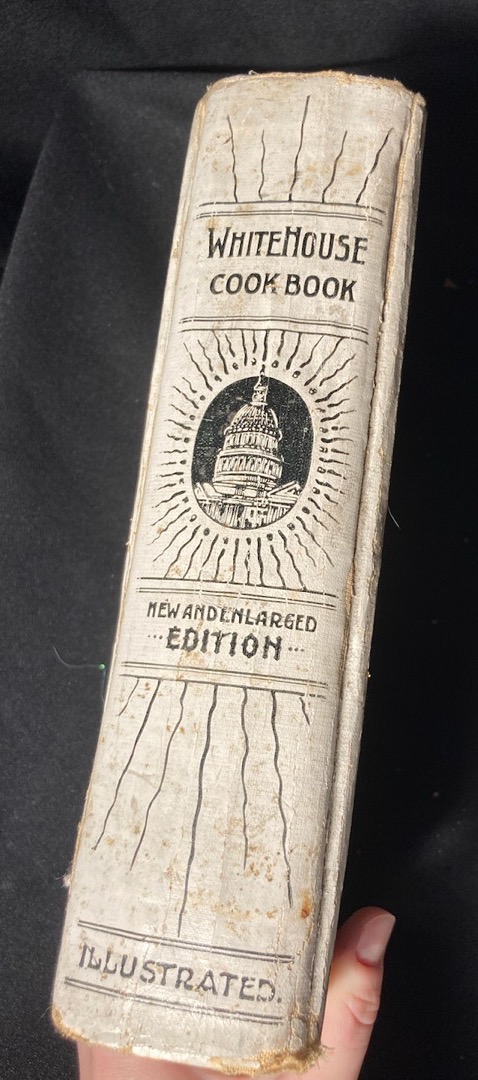 WHITEHOUSE
COOK BOOK
NEW AND ENLARGED
EDITION
ILLUSTRATED.